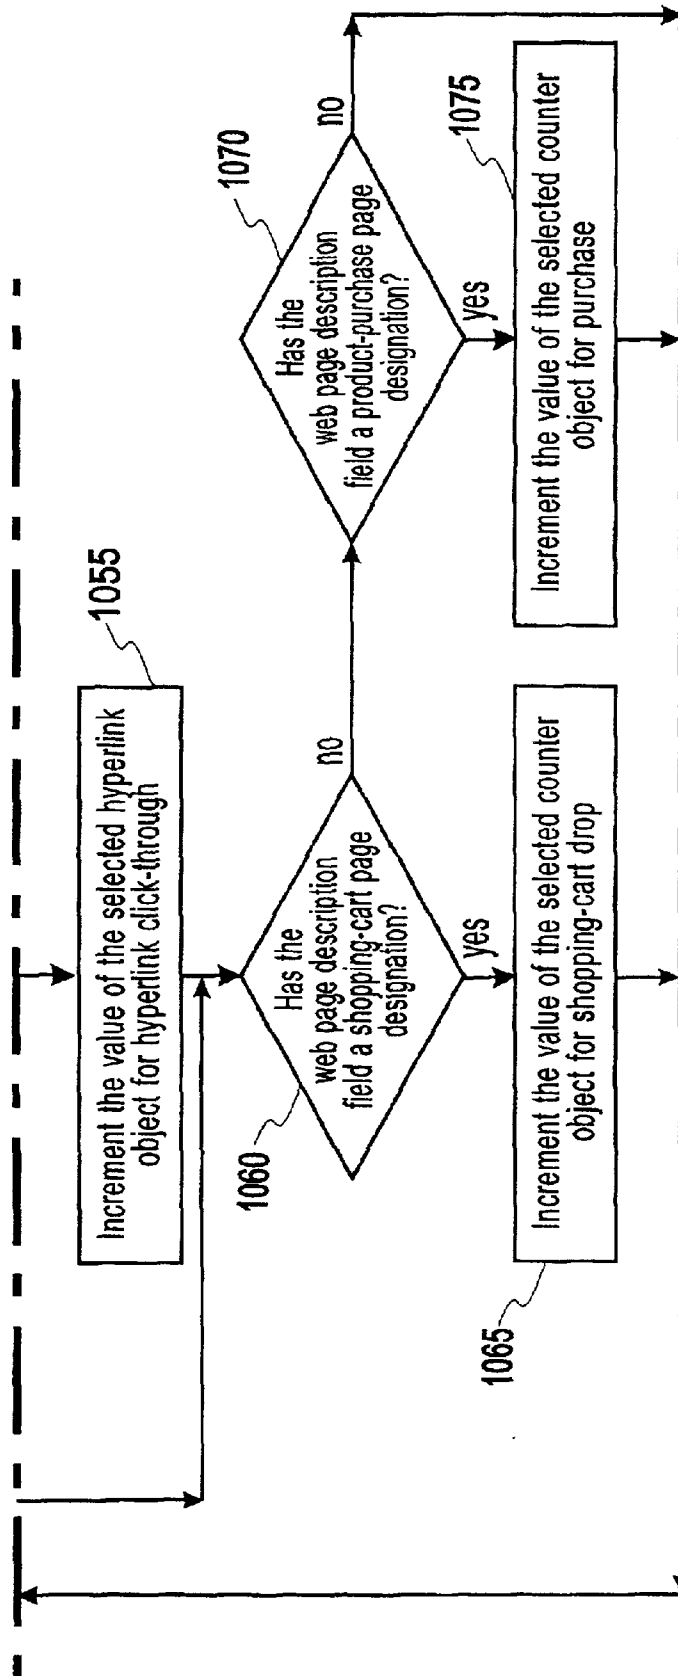 1055
Increment the value of the selected hyperlink
object for hyperlink click-through
1060
Has the
web page description
field a shopping-cart page
designation?
no
yes
1065
Increment the value of the selected counter
object for shopping-cart drop
1070
Has the
web page description
field a product-purchase page
designation?
no
yes
1075
Increment the value of the selected counter
object for purchase